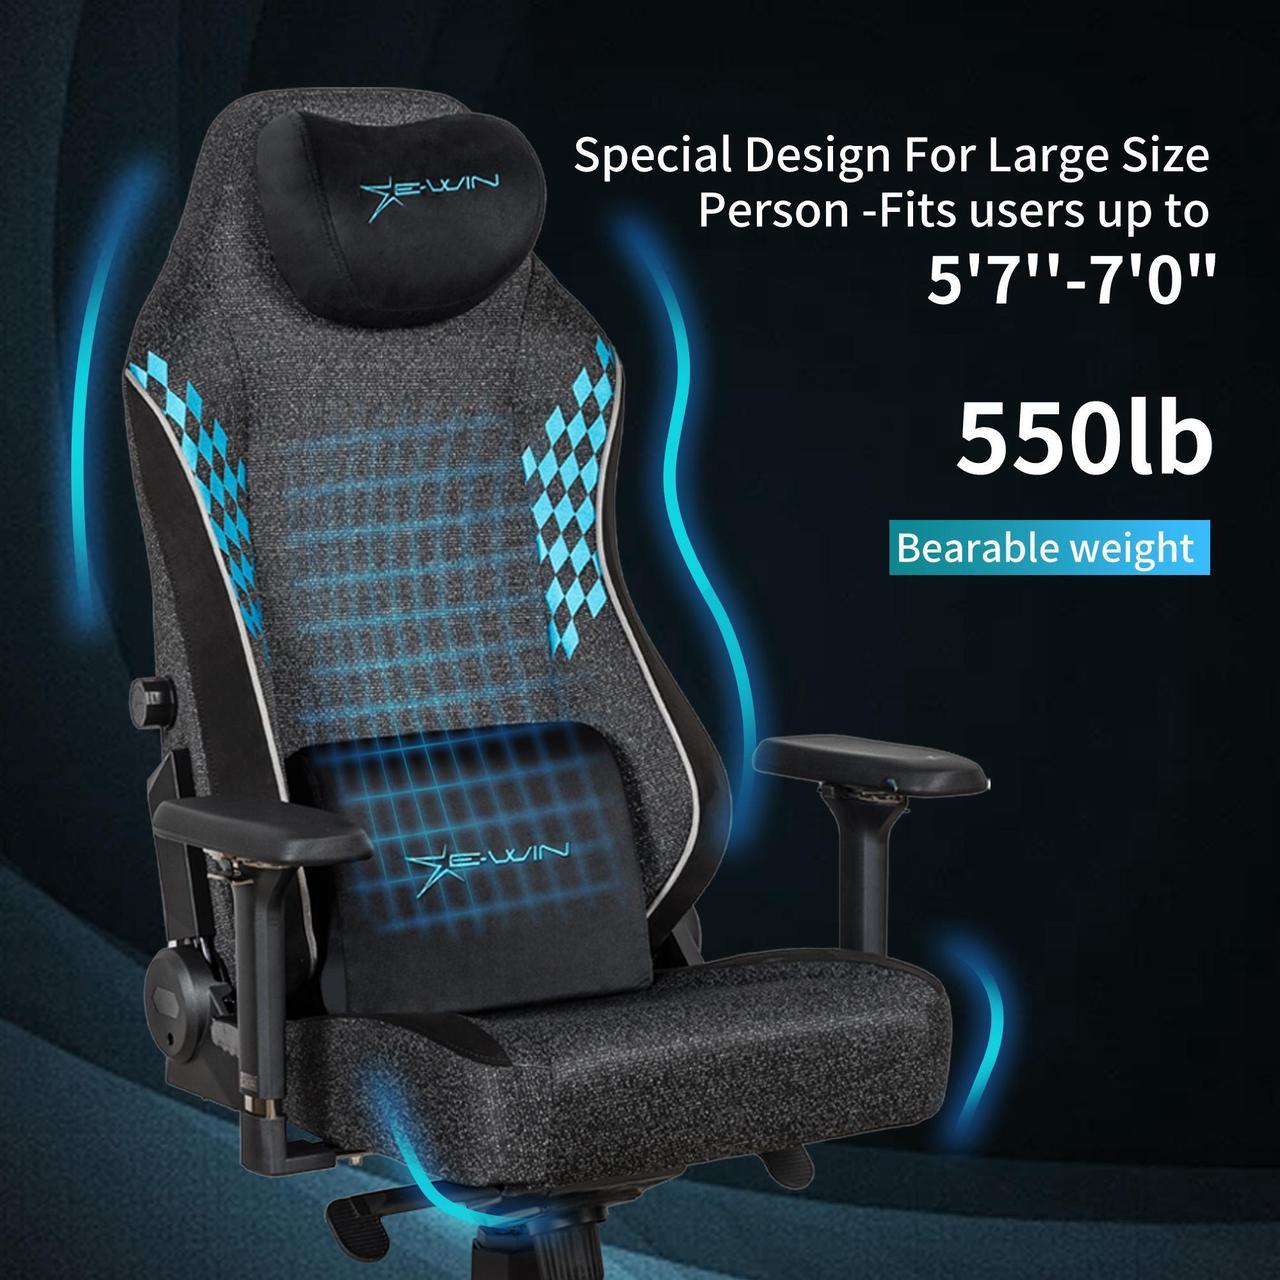 E-WIN
Special Design For Large Size
Person -Fits users up to
5'7''-7'0"
550lb
Bearable weight
E-WIN